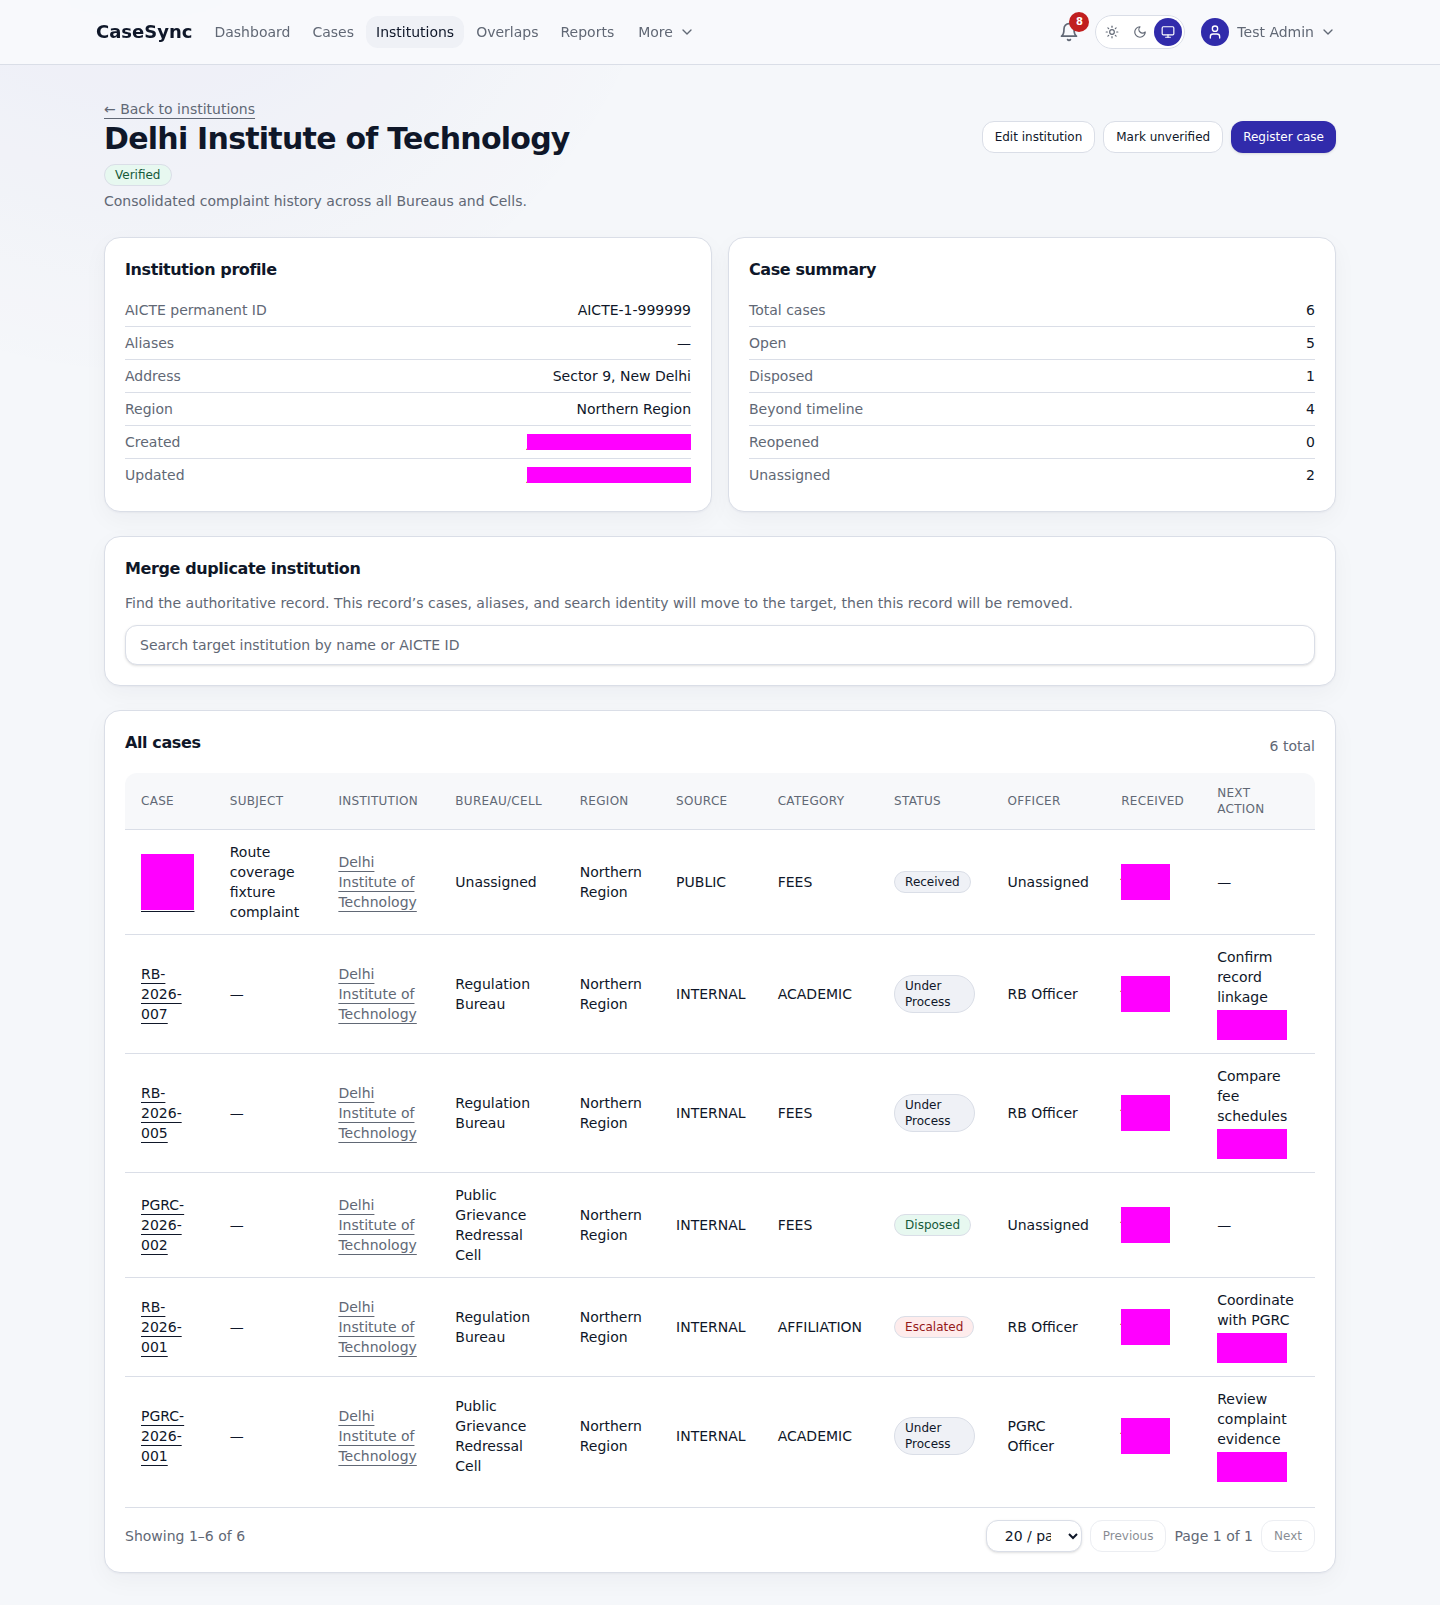 CaseSync Dashboard Cases Institutions Overlaps Reports More 8 Test Admin
← Back to institutions
Delhi Institute of Technology
Edit institution Mark unverified Register case
Verified
Consolidated complaint history across all Bureaus and Cells.
Institution profile
AICTE permanent ID AICTE-1-999999
Aliases —
Address Sector 9, New Delhi
Region Northern Region
Created
Updated
Case summary
Total cases 6
Open 5
Disposed 1
Beyond timeline 4
Reopened 0
Unassigned 2
Merge duplicate institution
Find the authoritative record. This record’s cases, aliases, and search identity will move to the target, then this record will be removed.
Search target institution by name or AICTE ID
All cases
6 total
CASE SUBJECT INSTITUTION BUREAU/CELL REGION SOURCE CATEGORY STATUS OFFICER RECEIVED NEXT ACTION
Route coverage fixture complaint Delhi Institute of Technology Unassigned Northern Region PUBLIC FEES Received Unassigned —
RB-2026-007 — Delhi Institute of Technology Regulation Bureau Northern Region INTERNAL ACADEMIC Under Process RB Officer Confirm record linkage
RB-2026-005 — Delhi Institute of Technology Regulation Bureau Northern Region INTERNAL FEES Under Process RB Officer Compare fee schedules
PGRC-2026-002 — Delhi Institute of Technology Public Grievance Redressal Cell Northern Region INTERNAL FEES Disposed Unassigned —
RB-2026-001 — Delhi Institute of Technology Regulation Bureau Northern Region INTERNAL AFFILIATION Escalated RB Officer Coordinate with PGRC
PGRC-2026-001 — Delhi Institute of Technology Public Grievance Redressal Cell Northern Region INTERNAL ACADEMIC Under Process PGRC Officer Review complaint evidence
Showing 1–6 of 6
20 / pa Previous Page 1 of 1 Next